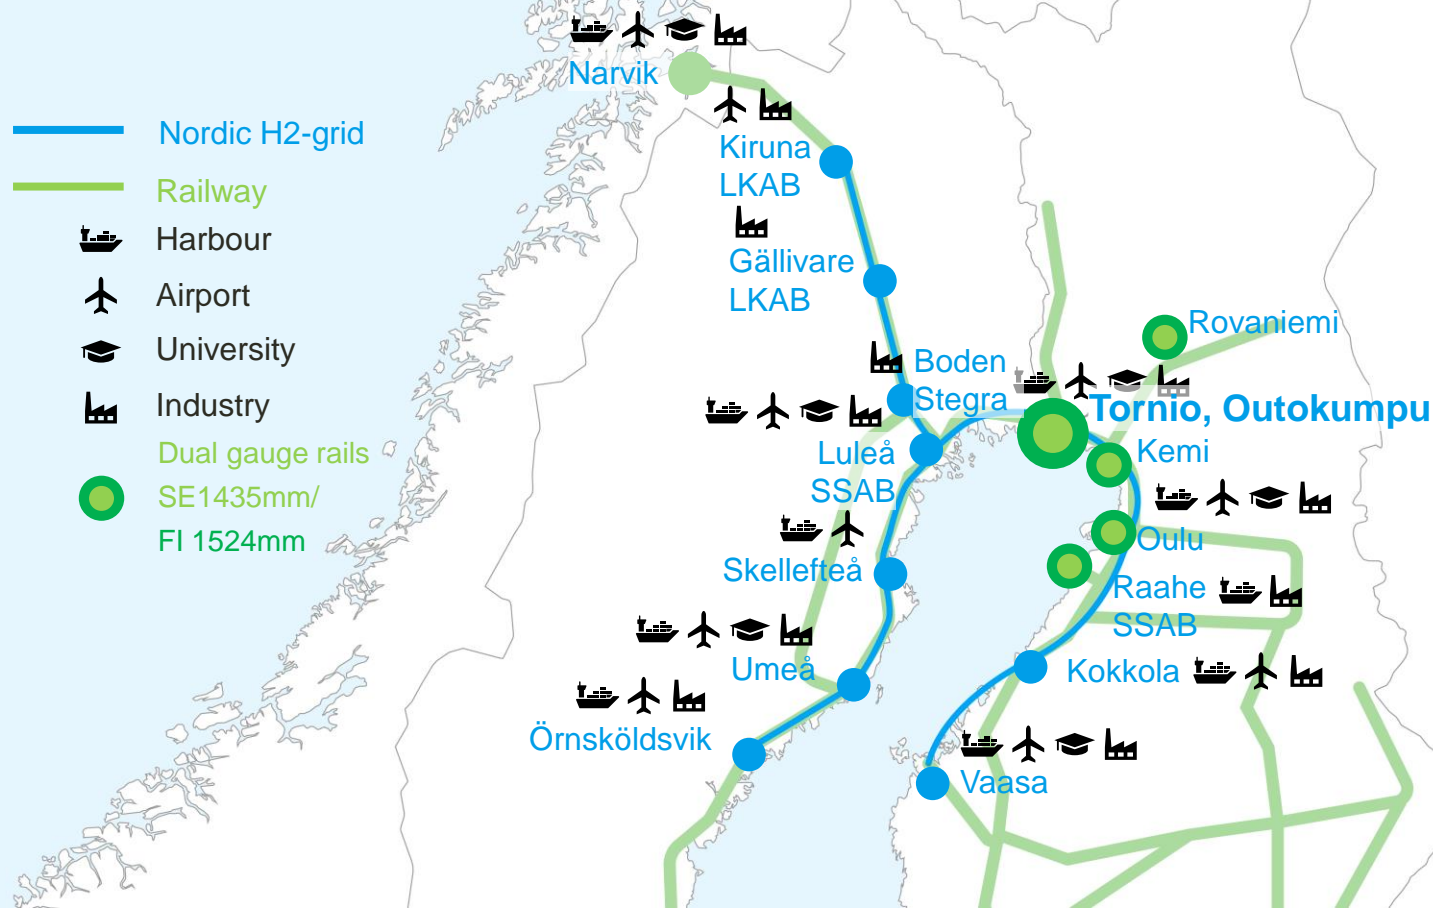 Nordic H2-grid
Railway
Harbour
Airport
University
Industry
Dual gauge rails
SE1435mm/
FI 1524mm
Narvik
Kiruna
LKAB
Gällivare
LKAB
Boden
Stegra
Luleå
SSAB
Skellefteå
Umeå
Örnsköldsvik
Rovaniemi
Tornio, Outokumpu
Kemi
Oulu
Raahe
SSAB
Kokkola
Vaasa